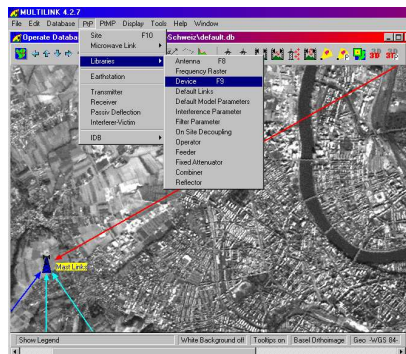 MULTILINK 4.2.7
File Edit Database PtP PtMP Display Tools Help Window
Operate Databa
Schweiz\default.db
Site F10
Microwave Link
Libraries
Earthstation
Transmitter
Receiver
Passiv Deflection
Interferer-Victim
IDB
Antenna F8
Frequency Raster
Device F9
Default Links
Default Model Parameters
Interference Parameter
Filter Parameter
On Site Decoupling
Operator
Feeder
Fixed Attenuator
Combiner
Reflector
Mast Links
Show Legend White Background off Tooltips on Basel Orthoimage Geo -WGS 84-